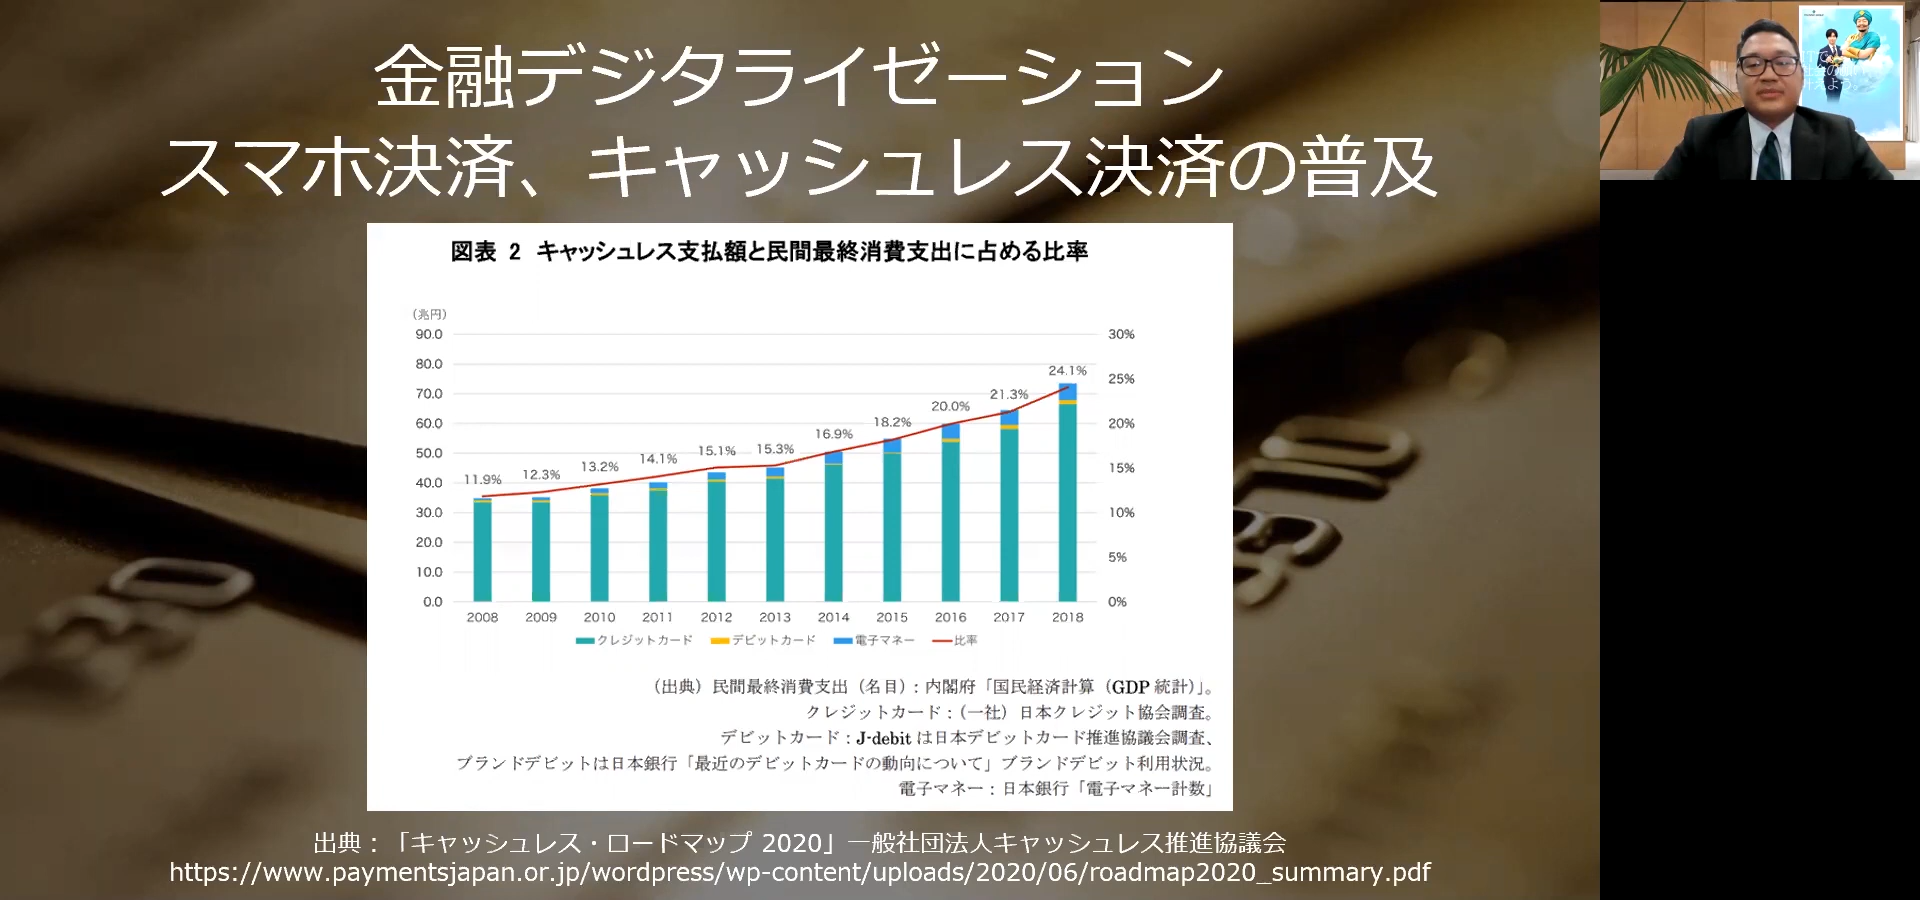 金融デジタライゼーション
スマホ決済、キャッシュレス決済の普及
図表 2 キャッシュレス支払額と民間最終消費支出に占める比率
（兆円）
90.0
80.0
70.0
60.0
50.0
40.0
30.0
20.0
10.0
0.0
30%
25%
20%
15%
10%
5%
0%
11.9%
12.3%
13.2%
14.1%
15.1%
15.3%
16.9%
18.2%
20.0%
21.3%
24.1%
2008 2009 2010 2011 2012 2013 2014 2015 2016 2017 2018
クレジットカード デビットカード 電子マネー 比率
（出典）民間最終消費支出（名目）：内閣府「国民経済計算（GDP 統計）」。
クレジットカード：（一社）日本クレジット協会調査。
デビットカード：J-debit は日本デビットカード推進協議会調査、
ブランドデビットは日本銀行「最近のデビットカードの動向について」ブランドデビット利用状況。
電子マネー：日本銀行「電子マネー計数」
出典：「キャッシュレス・ロードマップ 2020」一般社団法人キャッシュレス推進協議会
https://www.paymentsjapan.or.jp/wordpress/wp-content/uploads/2020/06/roadmap2020_summary.pdf